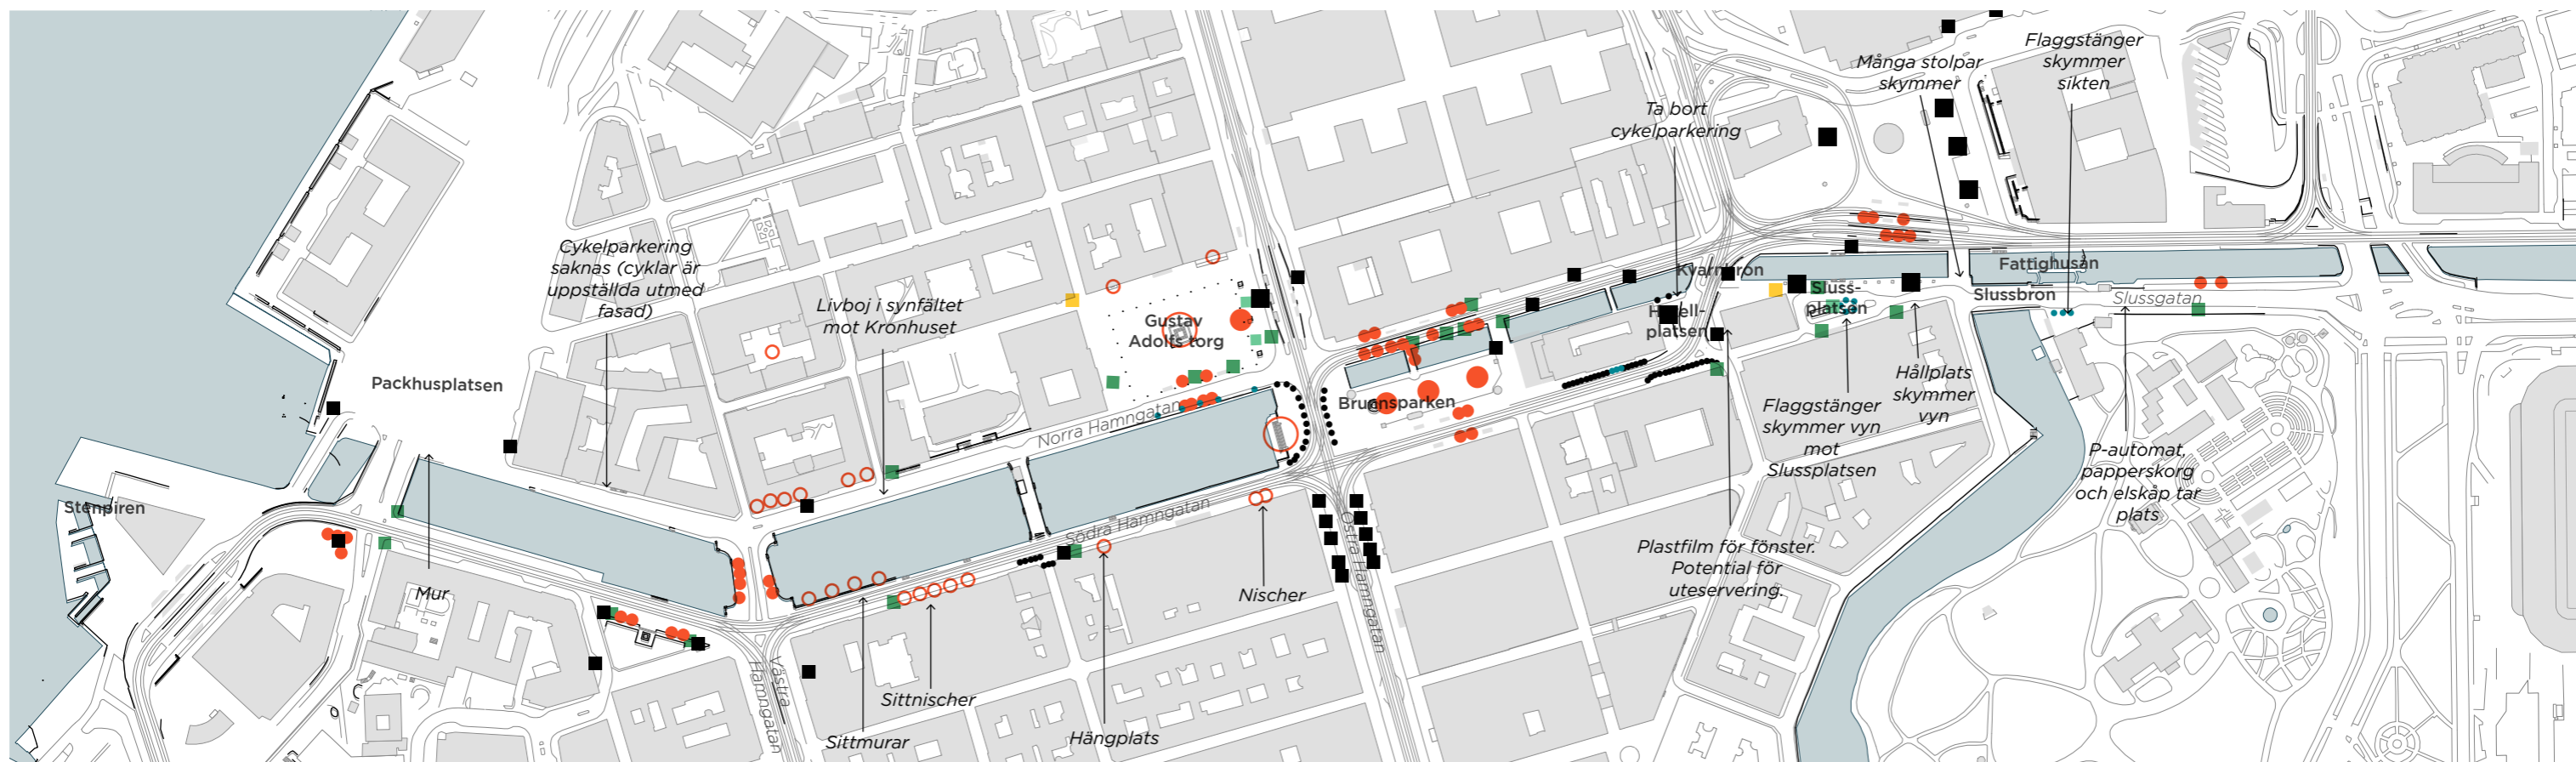 Flaggstänger
skymmer
sikten
Många stolpar
skymmer
Ta bort
cykelparkering
Cykelparkering
saknas (cyklar är
uppställda utmed
fasad)
Livboj i synfältet
mot Kronhuset
Gustav
Adolfs torg
Kvarnbron
Fattighusån
Slussbron
Slussgatan
Sluss-
platsen
platsen
Packhusplatsen
Norra Hamngatan
Brunnsparken
Hållplats
skymmer
vyn
Flaggstänger
skymmer vyn
mot
Slussplatsen
P-automat,
papperskorg
och elskåp tar
plats
Stenpiren
Södra Hamngatan
Östra Hamngatan
Plastfilm för fönster.
Potential för
uteservering.
Mur
Nischer
Västra
Hamngatan
Sittnischer
Sittmurar
Hängplats